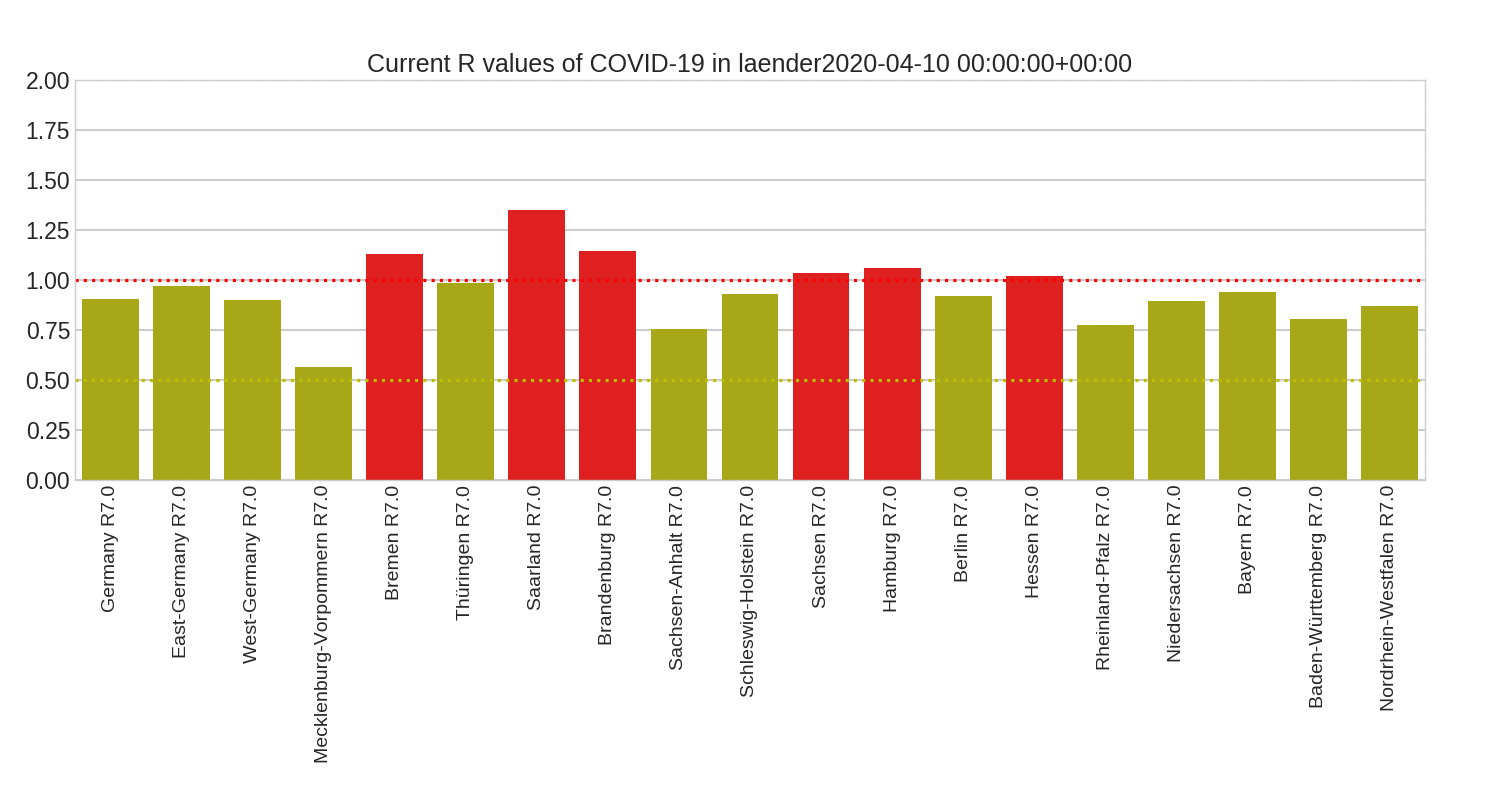 Current R values of COVID-19 in laender2020-04-10 00:00:00+00:00
2.00
1.75
1.50
1.25
1.00
0.75
0.50
0.25
0.00
Germany R7.0
East-Germany R7.0
West-Germany R7.0
Mecklenburg-Vorpommern R7.0
Bremen R7.0
Thüringen R7.0
Saarland R7.0
Brandenburg R7.0
Sachsen-Anhalt R7.0
Schleswig-Holstein R7.0
Sachsen R7.0
Hamburg R7.0
Berlin R7.0
Hessen R7.0
Rheinland-Pfalz R7.0
Niedersachsen R7.0
Bayern R7.0
Baden-Württemberg R7.0
Nordrhein-Westfalen R7.0